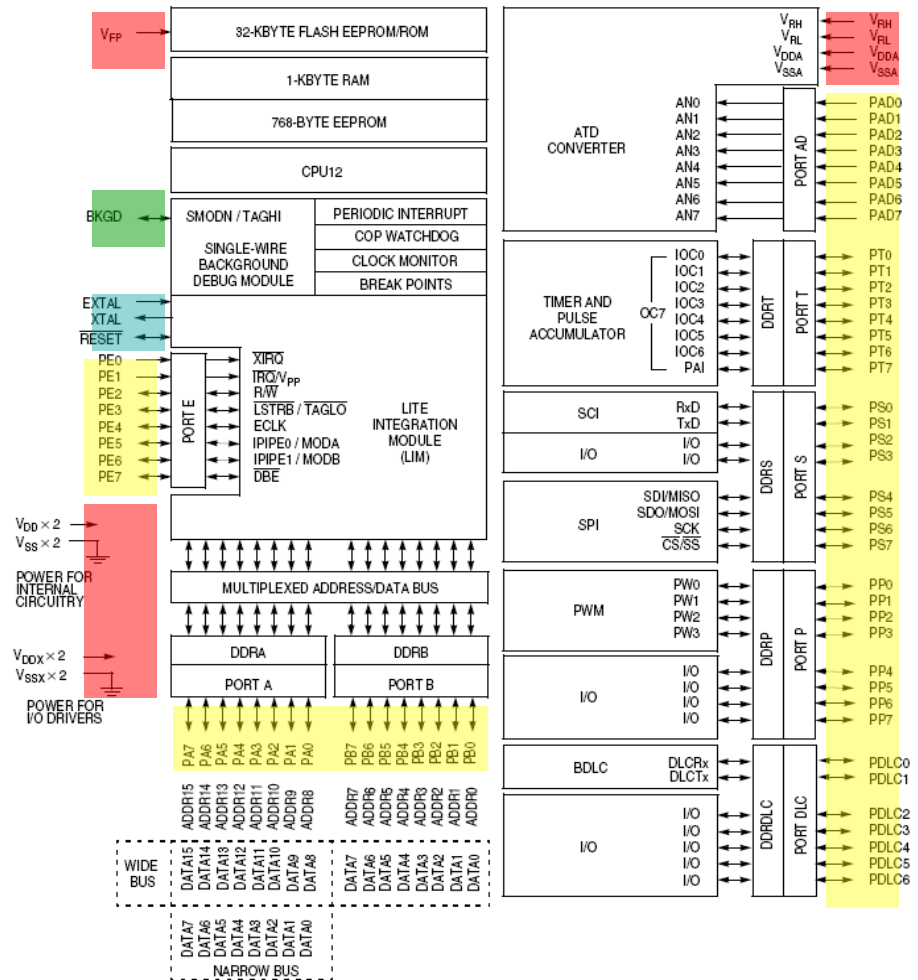 VFP
32-KBYTE FLASH EEPROM/ROM
1-KBYTE RAM
768-BYTE EEPROM
CPU12
BKGD
SMODN / TAGHI
SINGLE-WIRE
BACKGROUND
DEBUG MODULE
PERIODIC INTERRUPT
COP WATCHDOG
CLOCK MONITOR
BREAK POINTS
EXTAL
XTAL
RESET
PE0 XIRQ
PE1 IRQ/VPP
PE2 R/W
PE3 LSTRB / TAGLO
PE4 ECLK
PE5 IPIPE0 / MODA
PE6 IPIPE1 / MODB
PE7 DBE
PORT E
LITE
INTEGRATION
MODULE
(LIM)
VDD × 2
VSS × 2
POWER FOR
INTERNAL
CIRCUITRY
VDDX × 2
VSSX × 2
POWER FOR
I/O DRIVERS
MULTIPLEXED ADDRESS/DATA BUS
DDRA DDRB
PORT A PORT B
PA7 PA6 PA5 PA4 PA3 PA2 PA1 PA0 PB7 PB6 PB5 PB4 PB3 PB2 PB1 PB0
ADDR15 ADDR14 ADDR13 ADDR12 ADDR11 ADDR10 ADDR9 ADDR8 ADDR7 ADDR6 ADDR5 ADDR4 ADDR3 ADDR2 ADDR1 ADDR0
WIDE
BUS
DATA15 DATA14 DATA13 DATA12 DATA11 DATA10 DATA9 DATA8 DATA7 DATA6 DATA5 DATA4 DATA3 DATA2 DATA1 DATA0
DATA7 DATA6 DATA5 DATA4 DATA3 DATA2 DATA1 DATA0
NARROW BUS
VRH VRH
VRL VRL
VDDA VDDA
VSSA VSSA
ATD
CONVERTER
AN0 PAD0
AN1 PAD1
AN2 PAD2
AN3 PAD3
AN4 PAD4
AN5 PAD5
AN6 PAD6
AN7 PAD7
PORT AD
TIMER AND
PULSE
ACCUMULATOR
OC7
IOC0 PT0
IOC1 PT1
IOC2 PT2
IOC3 PT3
IOC4 PT4
IOC5 PT5
IOC6 PT6
PAI PT7
DDRT
PORT T
SCI
RxD PS0
TxD PS1
I/O
I/O PS2
I/O PS3
DDRS
PORT S
SPI
SDI/MISO PS4
SDO/MOSI PS5
SCK PS6
CS/SS PS7
PWM
PW0 PP0
PW1 PP1
PW2 PP2
PW3 PP3
DDRP
PORT P
I/O
I/O PP4
I/O PP5
I/O PP6
I/O PP7
BDLC
DLCRx PDLC0
DLCTx PDLC1
DDRDLC
PORT DLC
I/O
I/O PDLC2
I/O PDLC3
I/O PDLC4
I/O PDLC5
I/O PDLC6